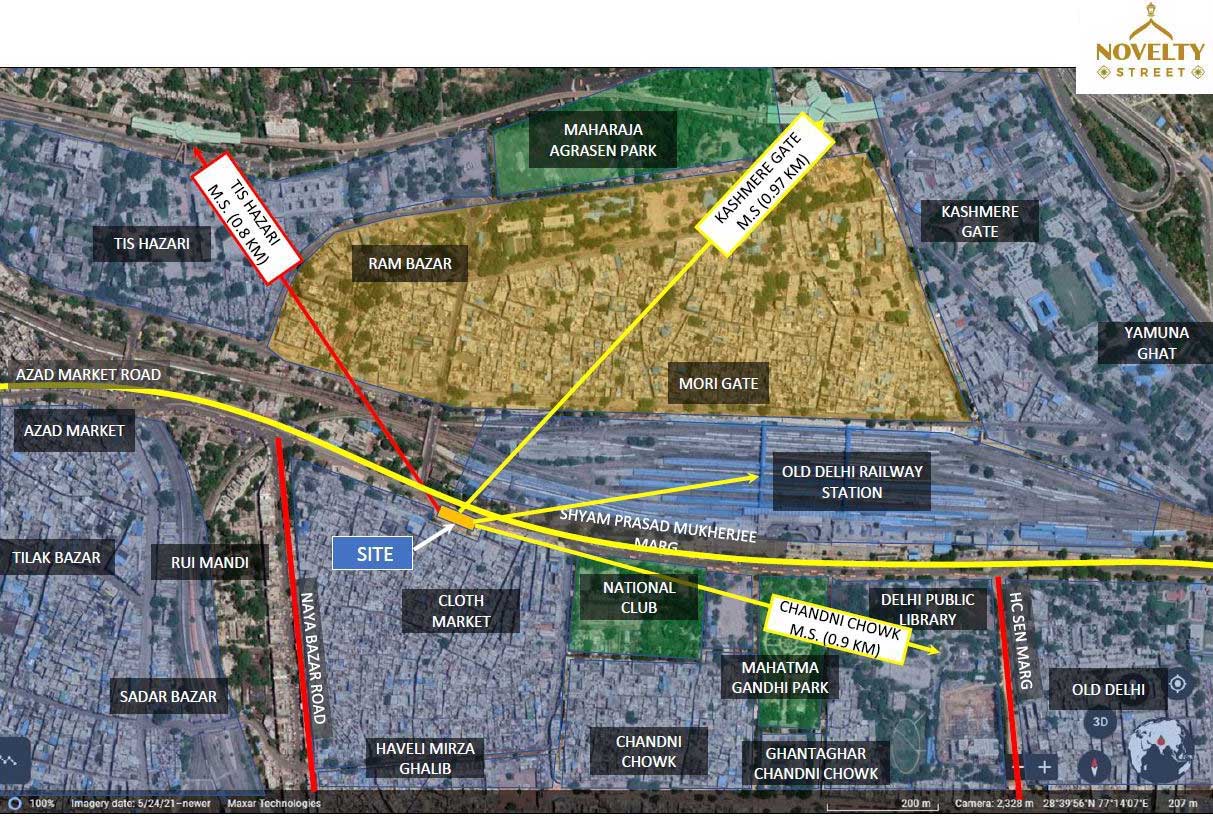 NOVELTY
STREET
MAHARAJA
AGRASEN PARK
KASHMERE GATE
M.S (0.97 KM)
TIS HAZARI
M.S. (0.8 KM)
KASHMERE
GATE
TIS HAZARI
RAM BAZAR
YAMUNA
GHAT
AZAD MARKET ROAD
MORI GATE
AZAD MARKET
OLD DELHI RAILWAY
STATION
SHYAM PRASAD MUKHERJEE
MARG
SITE
TILAK BAZAR
RUI MANDI
NATIONAL
CLUB
CLOTH
MARKET
NAYA BAZAR ROAD
CHANDNI CHOWK
M.S. (0.9 KM)
DELHI PUBLIC
LIBRARY
HC SEN MARG
MAHATMA
GANDHI PARK
SADAR BAZAR
OLD DELHI
3D
HAVELI MIRZA
GHALIB
CHANDNI
CHOWK
GHANTAGHAR
CHANDNI CHOWK
100% Imagery date: 5/24/21–newer Maxar Technologies 200 m Camera: 2,328 m 28°39'56"N 77°14'07"E 207 m